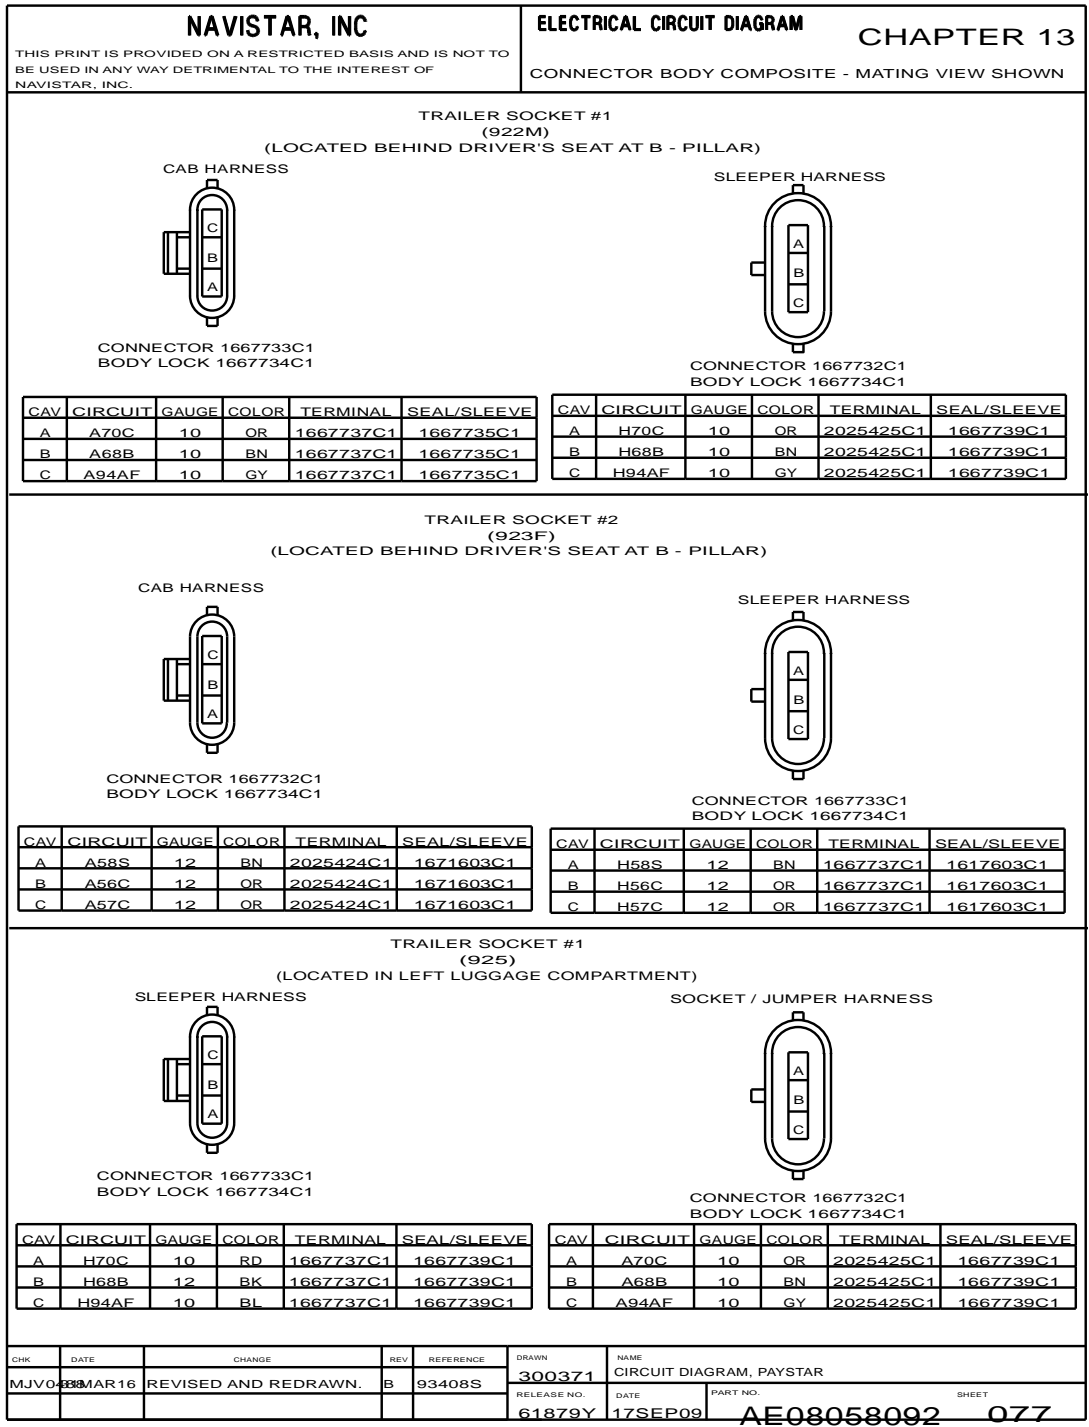 NAVISTAR, INC
THIS PRINT IS PROVIDED ON A RESTRICTED BASIS AND IS NOT TO
BE USED IN ANY WAY DETRIMENTAL TO THE INTEREST OF
NAVISTAR, INC.
ELECTRICAL CIRCUIT DIAGRAM
CHAPTER 13
CONNECTOR BODY COMPOSITE - MATING VIEW SHOWN
TRAILER SOCKET #1
(922M)
(LOCATED BEHIND DRIVER'S SEAT AT B - PILLAR)
CAB HARNESS
C
B
A
CONNECTOR 1667733C1
BODY LOCK 1667734C1
CAV CIRCUIT GAUGE COLOR TERMINAL SEAL/SLEEVE
A A70C 10 OR 1667737C1 1667735C1
B A68B 10 BN 1667737C1 1667735C1
C A94AF 10 GY 1667737C1 1667735C1
SLEEPER HARNESS
A
B
C
CONNECTOR 1667732C1
BODY LOCK 1667734C1
CAV CIRCUIT GAUGE COLOR TERMINAL SEAL/SLEEVE
A H70C 10 OR 2025425C1 1667739C1
B H68B 10 BN 2025425C1 1667739C1
C H94AF 10 GY 2025425C1 1667739C1
TRAILER SOCKET #2
(923F)
(LOCATED BEHIND DRIVER'S SEAT AT B - PILLAR)
CAB HARNESS
C
B
A
CONNECTOR 1667732C1
BODY LOCK 1667734C1
CAV CIRCUIT GAUGE COLOR TERMINAL SEAL/SLEEVE
A A58S 12 BN 2025424C1 1671603C1
B A56C 12 OR 2025424C1 1671603C1
C A57C 12 OR 2025424C1 1671603C1
SLEEPER HARNESS
A
B
C
CONNECTOR 1667733C1
BODY LOCK 1667734C1
CAV CIRCUIT GAUGE COLOR TERMINAL SEAL/SLEEVE
A H58S 12 BN 1667737C1 1617603C1
B H56C 12 OR 1667737C1 1617603C1
C H57C 12 OR 1667737C1 1617603C1
TRAILER SOCKET #1
(925)
(LOCATED IN LEFT LUGGAGE COMPARTMENT)
SLEEPER HARNESS
C
B
A
CONNECTOR 1667733C1
BODY LOCK 1667734C1
CAV CIRCUIT GAUGE COLOR TERMINAL SEAL/SLEEVE
A H70C 10 RD 1667737C1 1667739C1
B H68B 12 BK 1667737C1 1667739C1
C H94AF 10 BL 1667737C1 1667739C1
SOCKET / JUMPER HARNESS
A
B
C
CONNECTOR 1667732C1
BODY LOCK 1667734C1
CAV CIRCUIT GAUGE COLOR TERMINAL SEAL/SLEEVE
A A70C 10 OR 2025425C1 1667739C1
B A68B 10 BN 2025425C1 1667739C1
C A94AF 10 GY 2025425C1 1667739C1
CHK DATE CHANGE REV REFERENCE
REVISED AND REDRAWN. B 93408S
DRAWN
300371
NAME
CIRCUIT DIAGRAM, PAYSTAR
RELEASE NO.
61879Y
DATE
17SEP09
PART NO.
AE08058092
SHEET
077